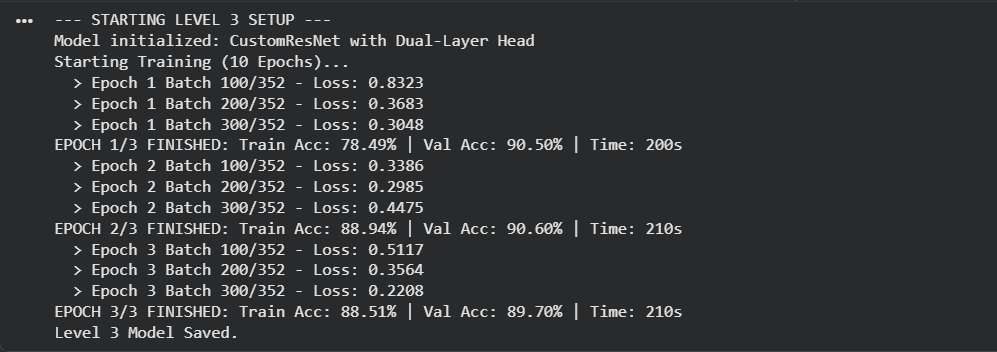 --- STARTING LEVEL 3 SETUP ---
Model initialized: CustomResNet with Dual-Layer Head
Starting Training (10 Epochs)...
> Epoch 1 Batch 100/352 - Loss: 0.8323
> Epoch 1 Batch 200/352 - Loss: 0.3683
> Epoch 1 Batch 300/352 - Loss: 0.3048
EPOCH 1/3 FINISHED: Train Acc: 78.49% | Val Acc: 90.50% | Time: 200s
> Epoch 2 Batch 100/352 - Loss: 0.3386
> Epoch 2 Batch 200/352 - Loss: 0.2985
> Epoch 2 Batch 300/352 - Loss: 0.4475
EPOCH 2/3 FINISHED: Train Acc: 88.94% | Val Acc: 90.60% | Time: 210s
> Epoch 3 Batch 100/352 - Loss: 0.5117
> Epoch 3 Batch 200/352 - Loss: 0.3564
> Epoch 3 Batch 300/352 - Loss: 0.2208
EPOCH 3/3 FINISHED: Train Acc: 88.51% | Val Acc: 89.70% | Time: 210s
Level 3 Model Saved.